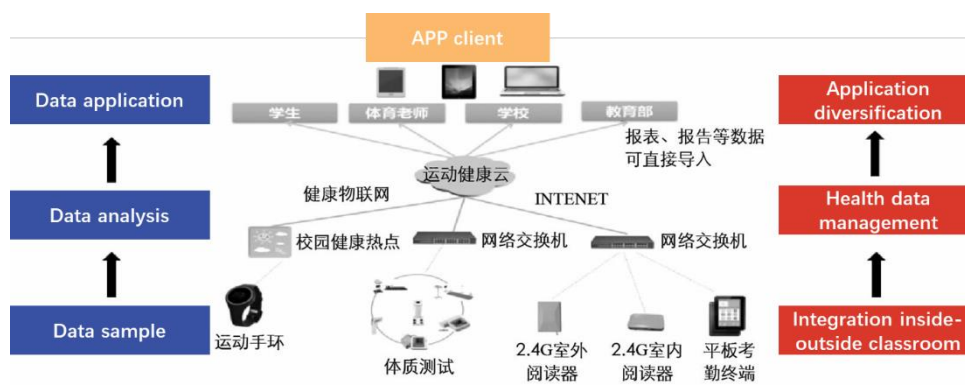 APP client
Data application
学生
体育老师
学校
教育部
Application
diversification
报表、报告等数据
可直接导入
运动健康云
健康物联网
INTENET
Data analysis
Health data
management
校园健康热点
网络交换机
网络交换机
Data sample
运动手环
体质测试
2.4G室外
阅读器
2.4G室内
阅读器
平板考
勤终端
Integration inside-
outside classroom